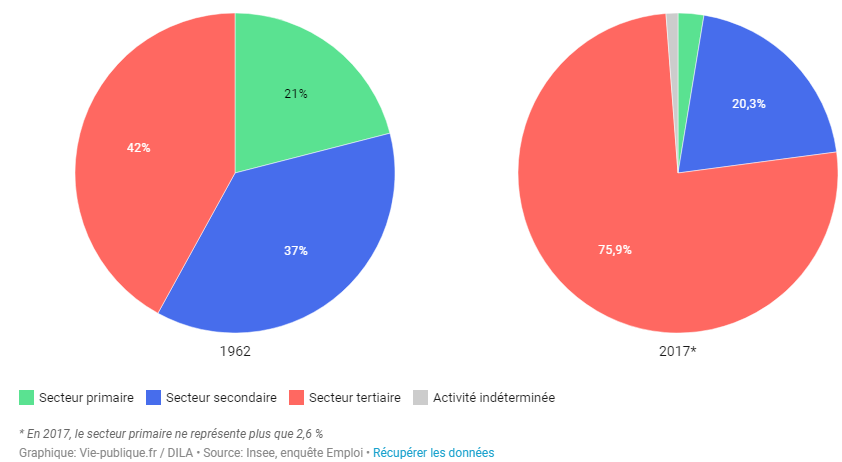 21%
42%
37%
1962
20,3%
75,9%
2017*
Secteur primaire Secteur secondaire Secteur tertiaire Activité indéterminée
* En 2017, le secteur primaire ne représente plus que 2,6 %
Graphique: Vie-publique.fr / DILA • Source: Insee, enquête Emploi • Récupérer les données